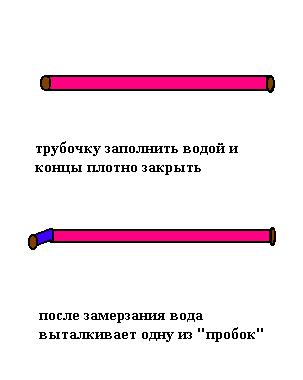 трубочку заполнить водой и
концы плотно закрыть
после замерзания вода
выталкивает одну из "пробок"